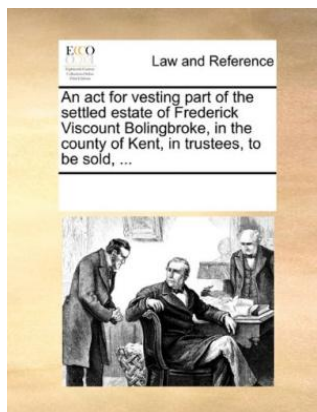 ECCO
Law and Reference
An act for vesting part of the
settled estate of Frederick
Viscount Bolingbroke, in the
county of Kent, in trustees, to
be sold, ...